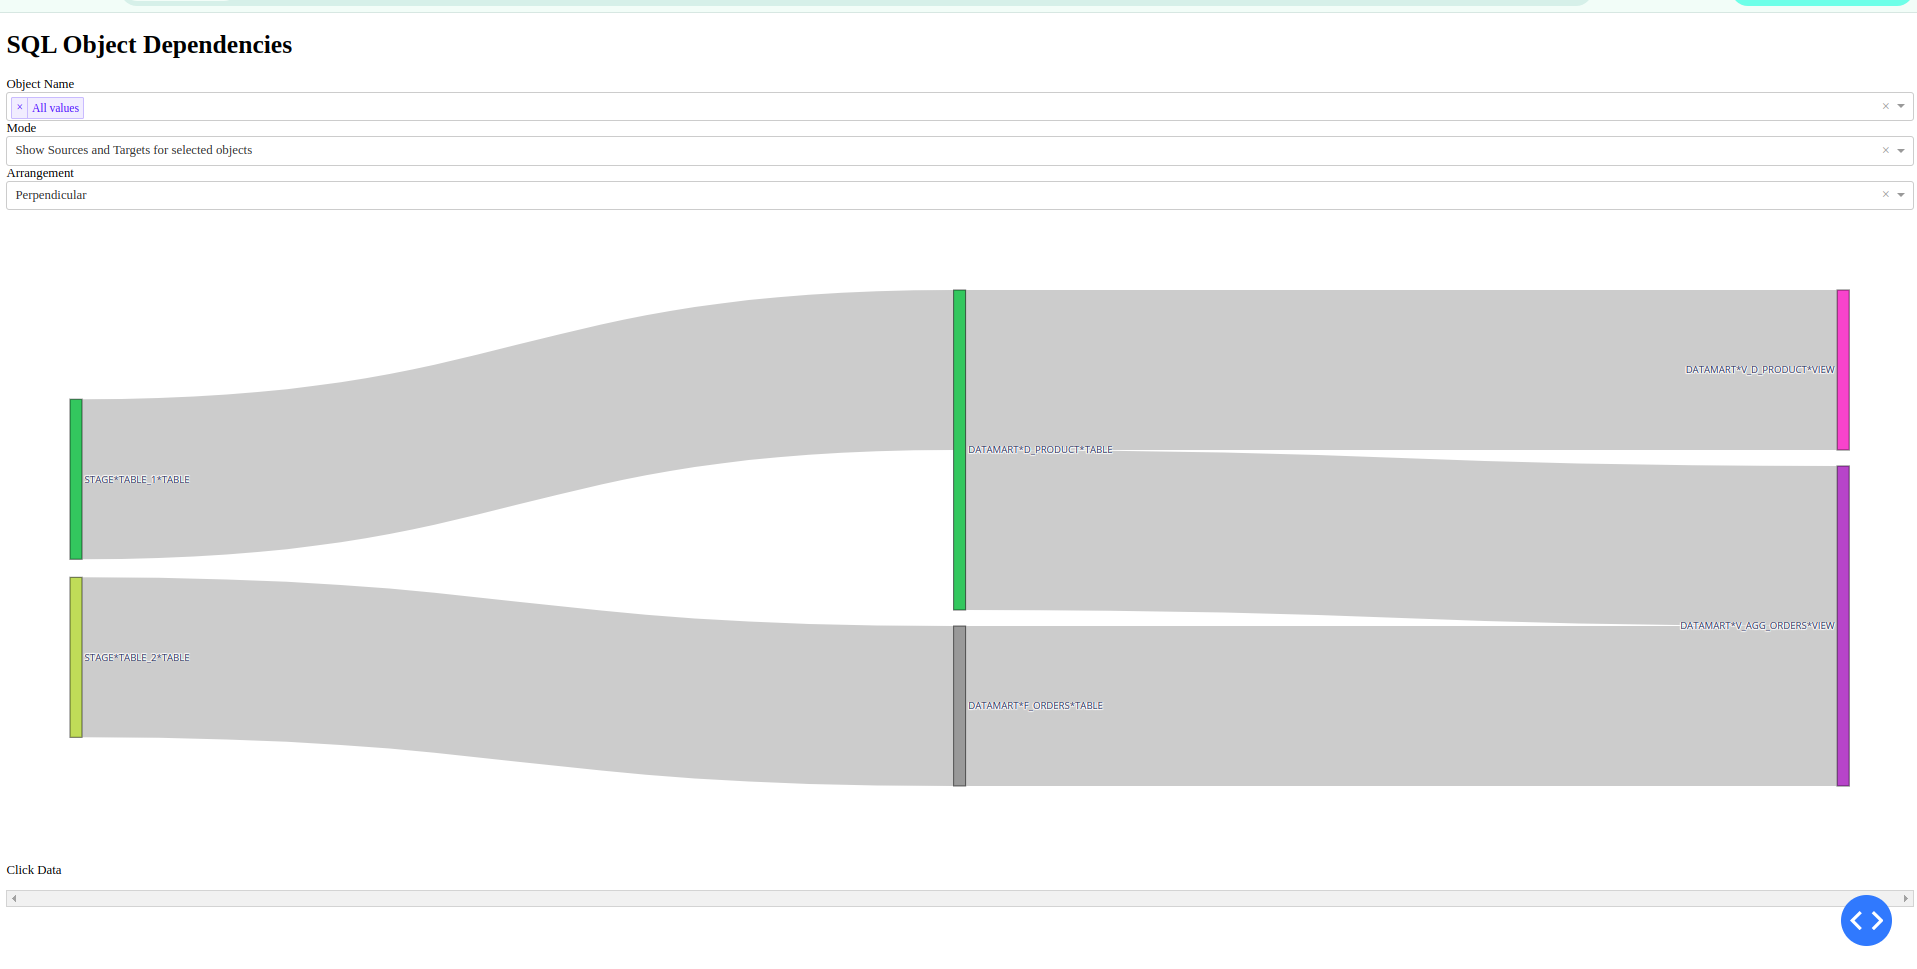 SQL Object Dependencies
Object Name
× All values
Mode
Show Sources and Targets for selected objects
Arrangement
Perpendicular
DATAMART*V_D_PRODUCT*VIEW
DATAMART*D_PRODUCT*TABLE
STAGE*TABLE_1*TABLE
DATAMART*V_AGG_ORDERS*VIEW
STAGE*TABLE_2*TABLE
DATAMART*F_ORDERS*TABLE
Click Data